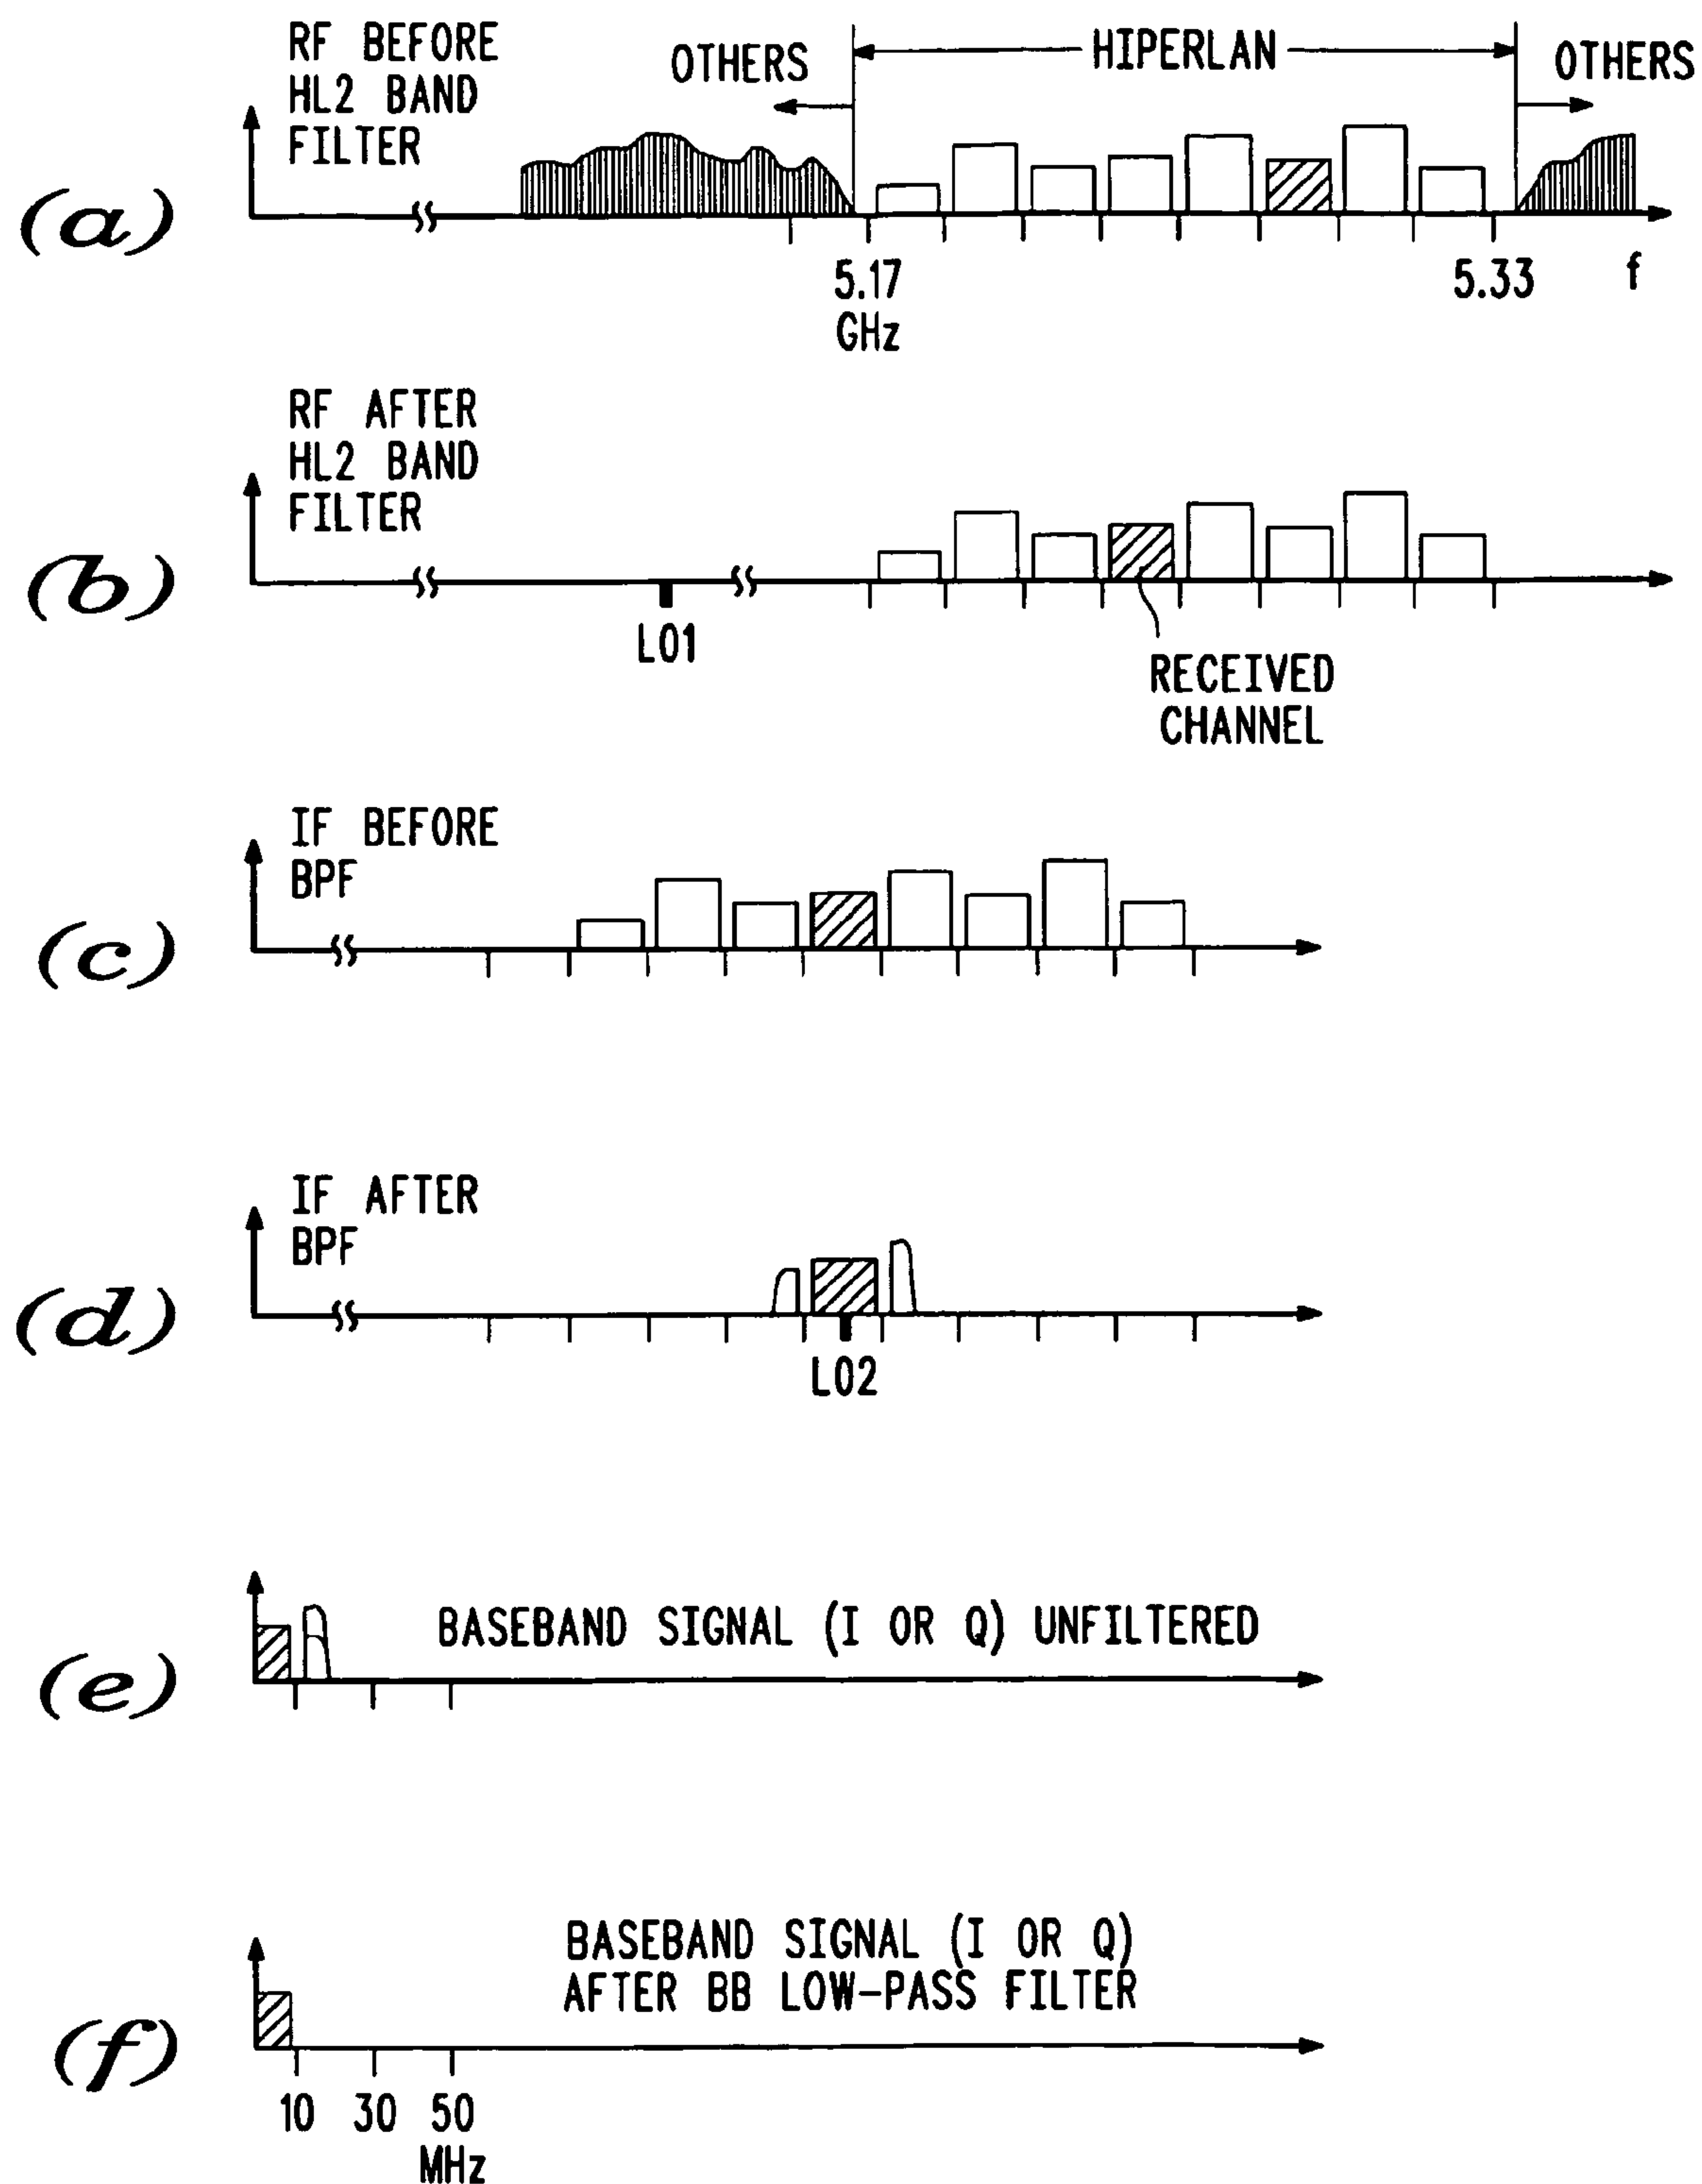 RF BEFORE
HL2 BAND
FILTER
OTHERS
HIPERLAN
OTHERS
(a)
5.17
GHz
5.33
f
RF AFTER
HL2 BAND
FILTER
(b)
LO1
RECEIVED
CHANNEL
IF BEFORE
BPF
(c)
IF AFTER
BPF
(d)
LO2
BASEBAND SIGNAL (I OR Q) UNFILTERED
(e)
BASEBAND SIGNAL (I OR Q)
AFTER BB LOW-PASS FILTER
(f)
10 30 50
MHz